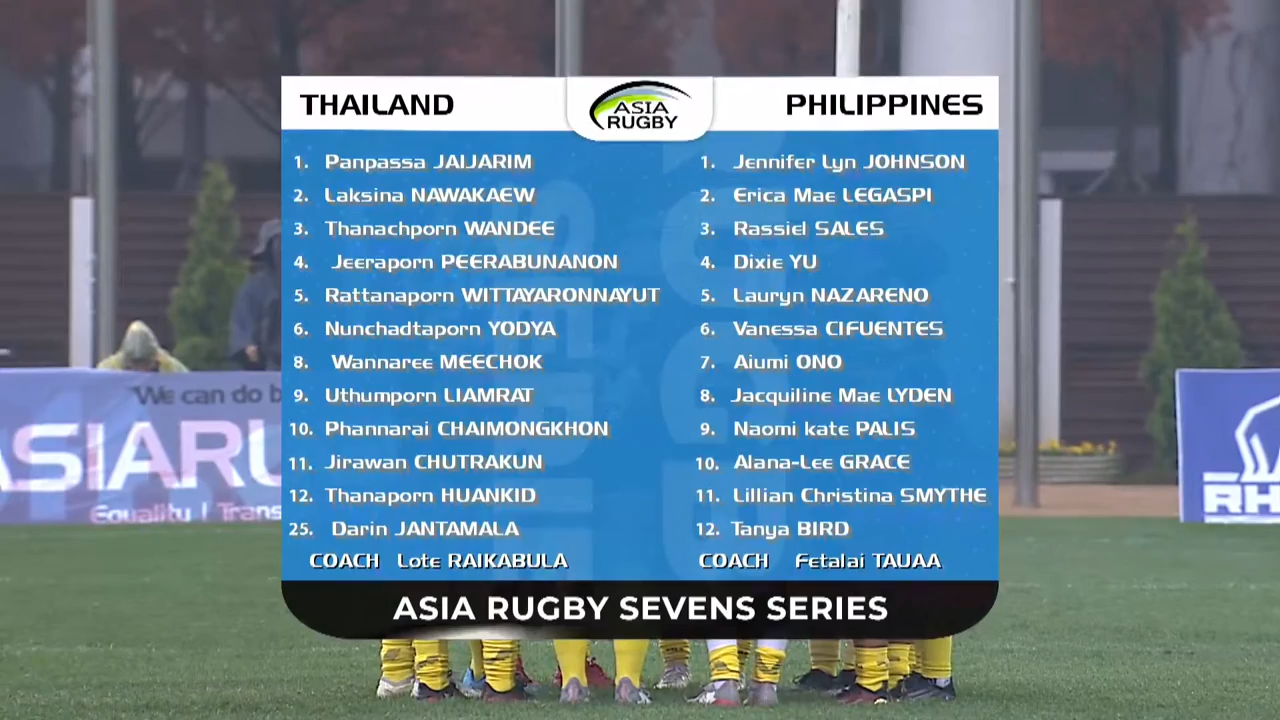 THAILAND
ASIA RUGBY
PHILIPPINES
1. Panpassa JAIJARIM
2. Laksina NAWAKAEW
3. Thanachporn WANDEE
4. Jeeraporn PEERABUNANON
5. Rattanaporn WITTAYARONNAYUT
6. Nunchadtaporn YODYA
8. Wannaree MEECHOK
9. Uthumporn LIAMRAT
10. Phannarai CHAIMONGKHON
11. Jirawan CHUTRAKUN
12. Thanaporn HUANKID
25. Darin JANTAMALA
COACH Lote RAIKABULA
1. Jennifer Lyn JOHNSON
2. Erica Mae LEGASPI
3. Rassiel SALES
4. Dixie YU
5. Lauryn NAZARENO
6. Vanessa CIFUENTES
7. Aiumi ONO
8. Jacquiline Mae LYDEN
9. Naomi kate PALIS
10. Alana-Lee GRACE
11. Lillian Christina SMYTHE
12. Tanya BIRD
COACH Fetalai TAUAA
ASIA RUGBY SEVENS SERIES
We can do b
ASIARU
Equality | Trans
RH